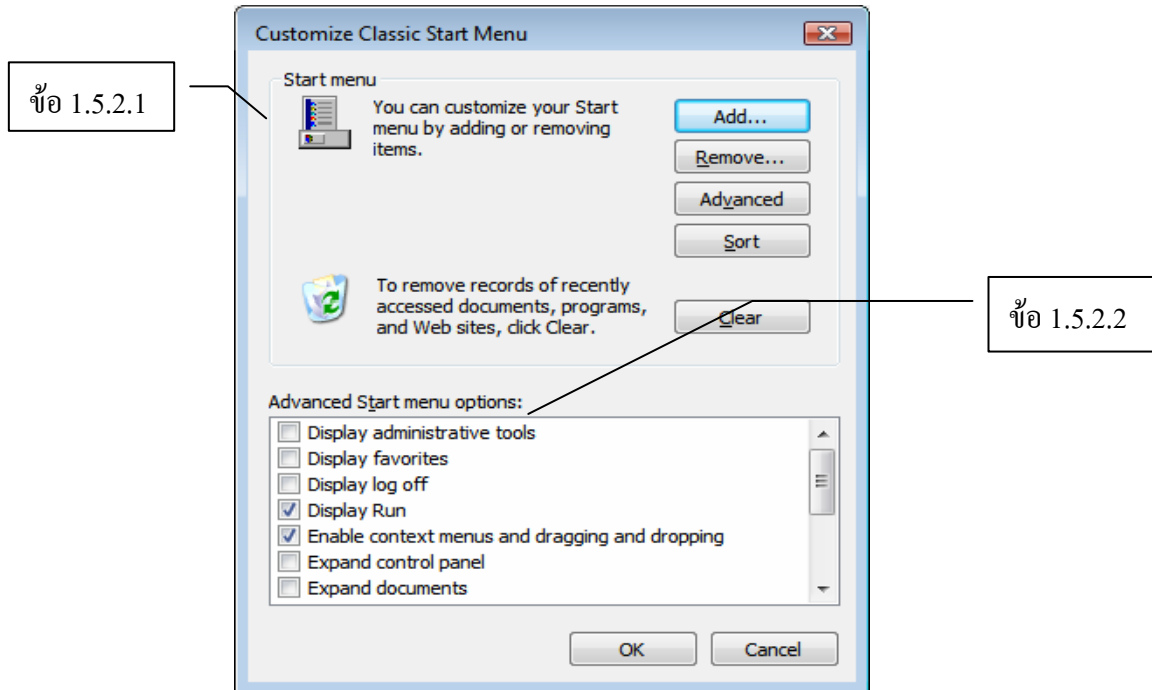 Customize Classic Start Menu
ข้อ 1.5.2.1
Start menu
You can customize your Start
menu by adding or removing
items.
Add...
Remove...
Advanced
Sort
To remove records of recently
accessed documents, programs,
and Web sites, click Clear.
Clear
ข้อ 1.5.2.2
Advanced Start menu options:
Display administrative tools
Display favorites
Display log off
Display Run
Enable context menus and dragging and dropping
Expand control panel
Expand documents
OK
Cancel